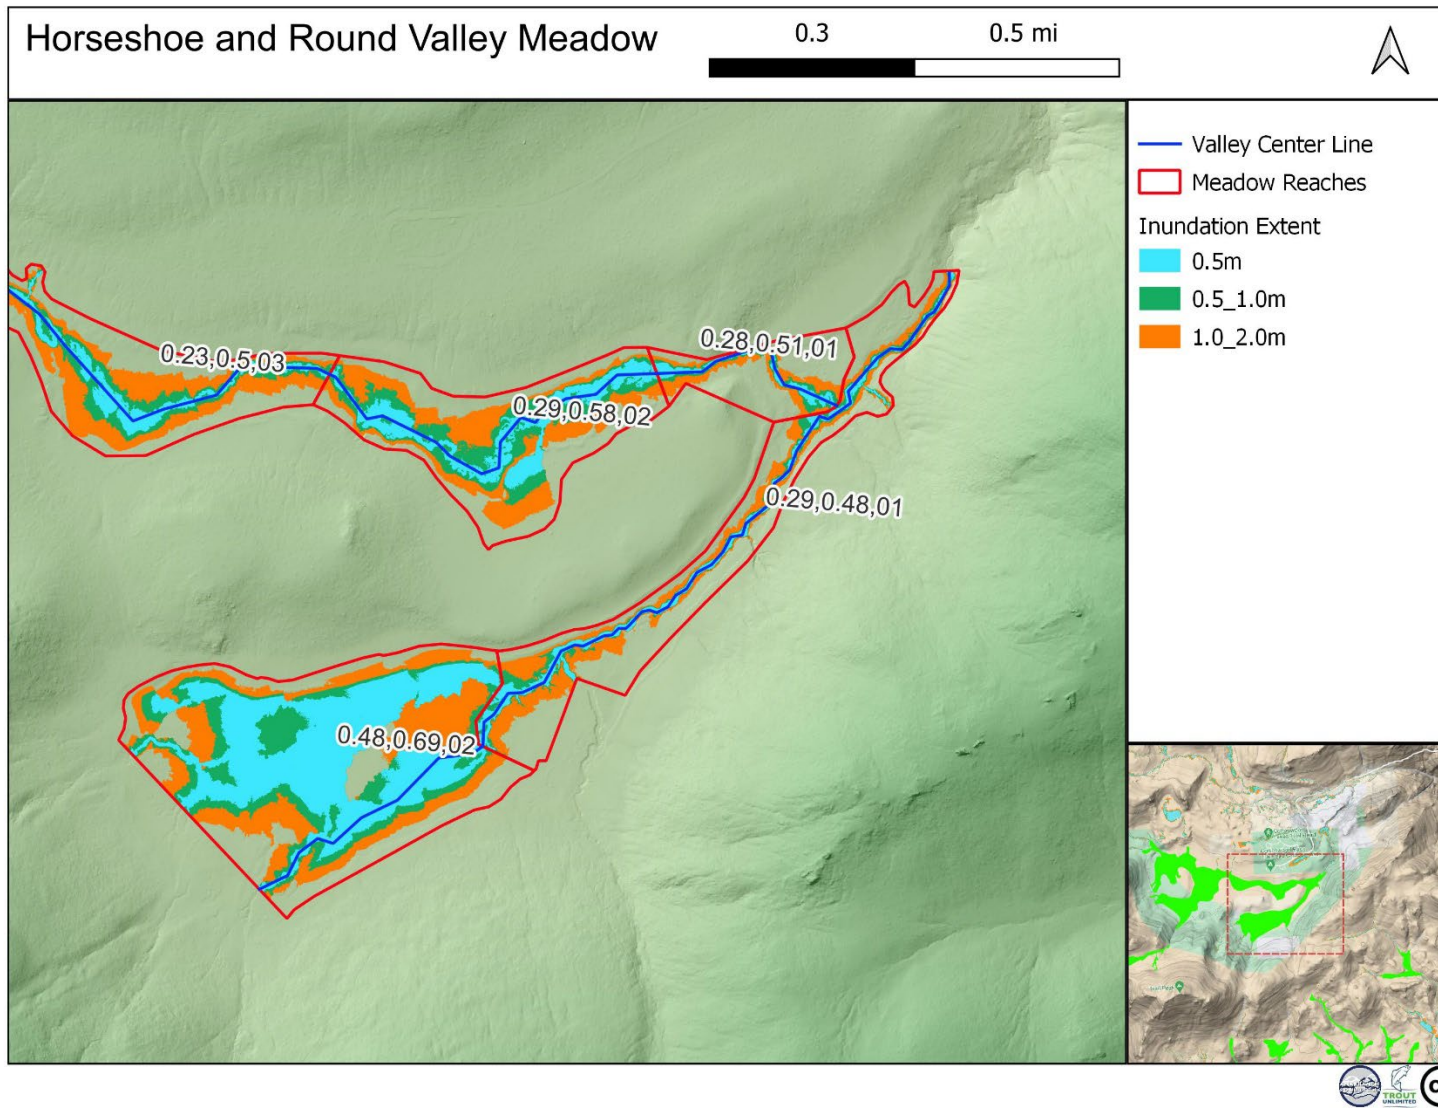 Horseshoe and Round Valley Meadow
0.3 0.5 mi
Valley Center Line
Meadow Reaches
Inundation Extent
0.5m
0.5_1.0m
1.0_2.0m
0.28,0.51,01
0.23,0.5,03
0.29,0.58,02
0.29,0.48,01
0.48,0.69,02
TROUT
UNLIMITED